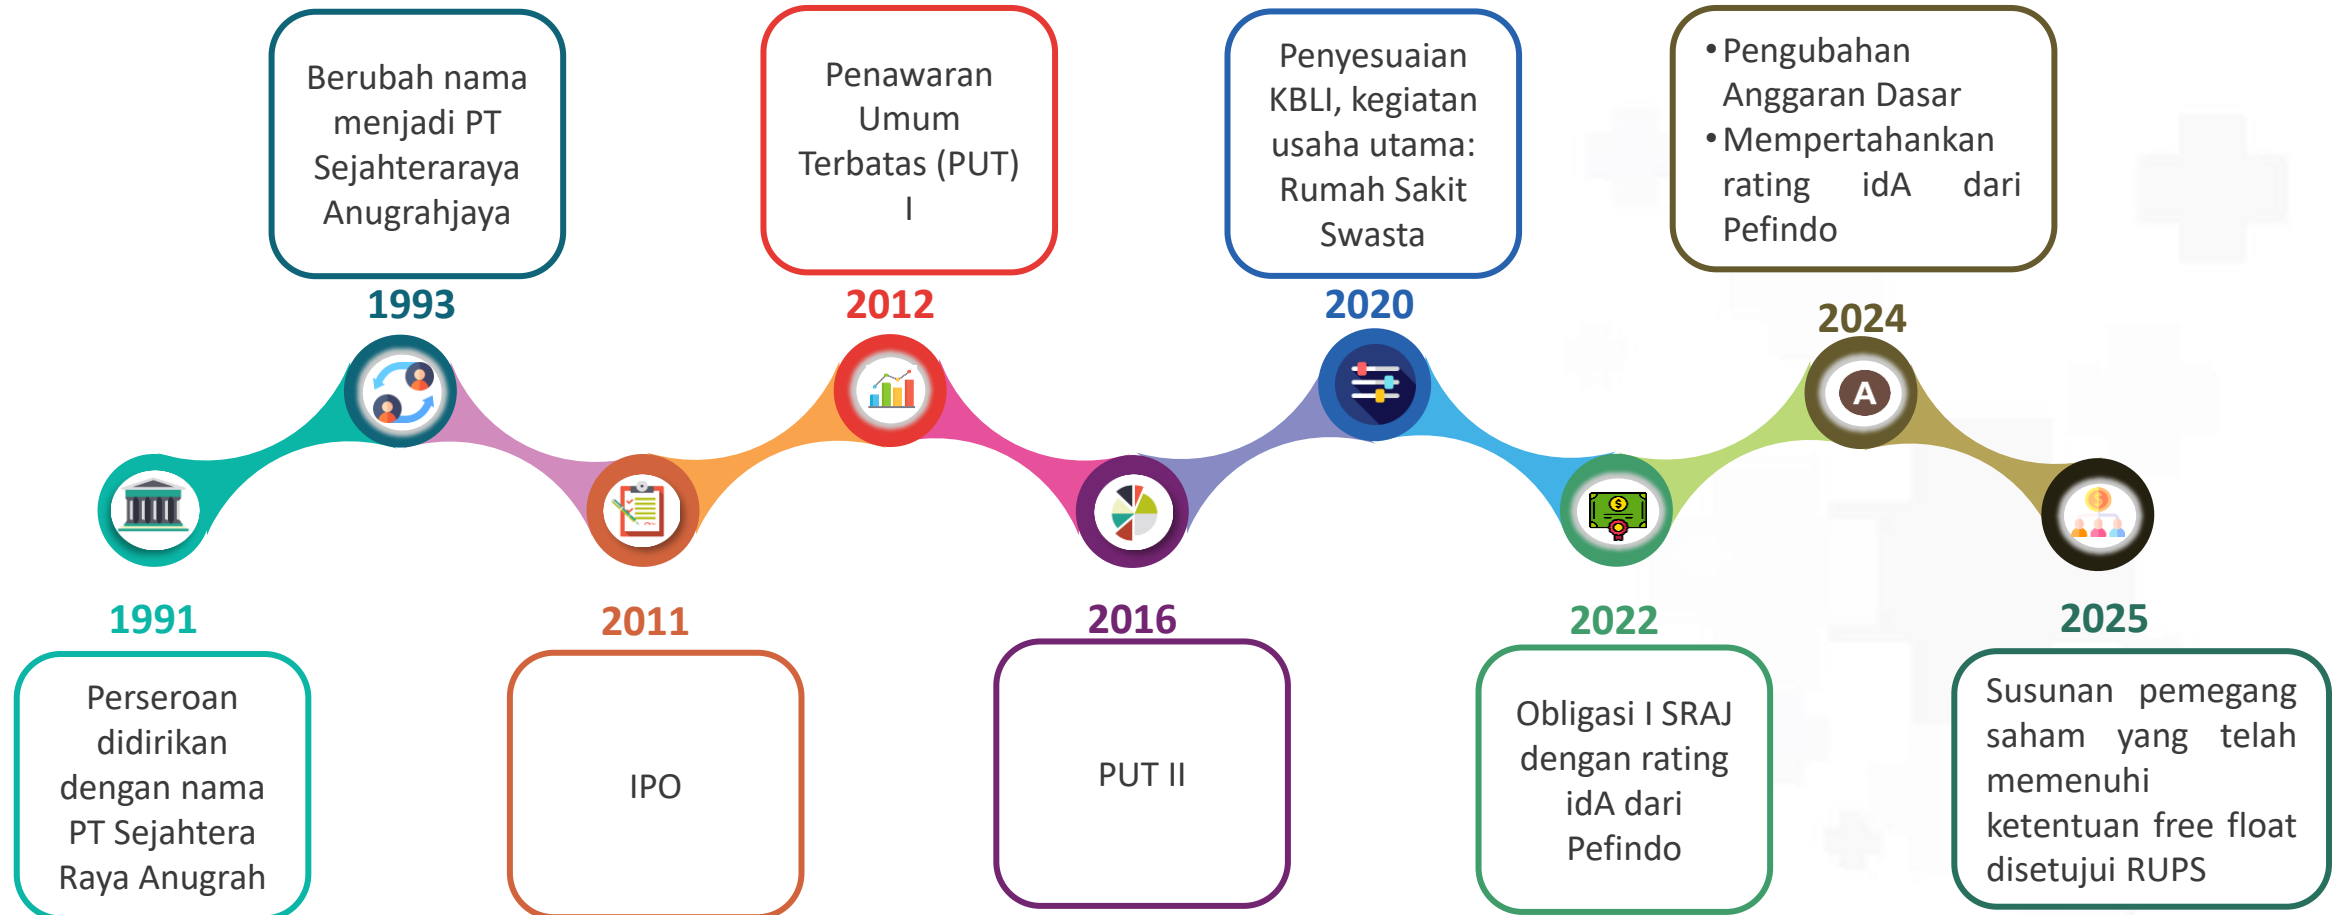 Berubah nama
menjadi PT
Sejahteraraya
Anugrahjaya
1993
Penawaran
Umum
Terbatas (PUT)
I
2012
Penyesuaian
KBLI, kegiatan
usaha utama:
Rumah Sakit
Swasta
2020
•Pengubahan
Anggaran Dasar
•Mempertahankan
rating idA dari
Pefindo
2024
A
1991
Perseroan
didirikan
dengan nama
PT Sejahtera
Raya Anugrah
2011
IPO
2016
PUT II
2022
Obligasi I SRAJ
dengan rating
idA dari
Pefindo
2025
Susunan pemegang
saham yang telah
memenuhi
ketentuan free float
disetujui RUPS